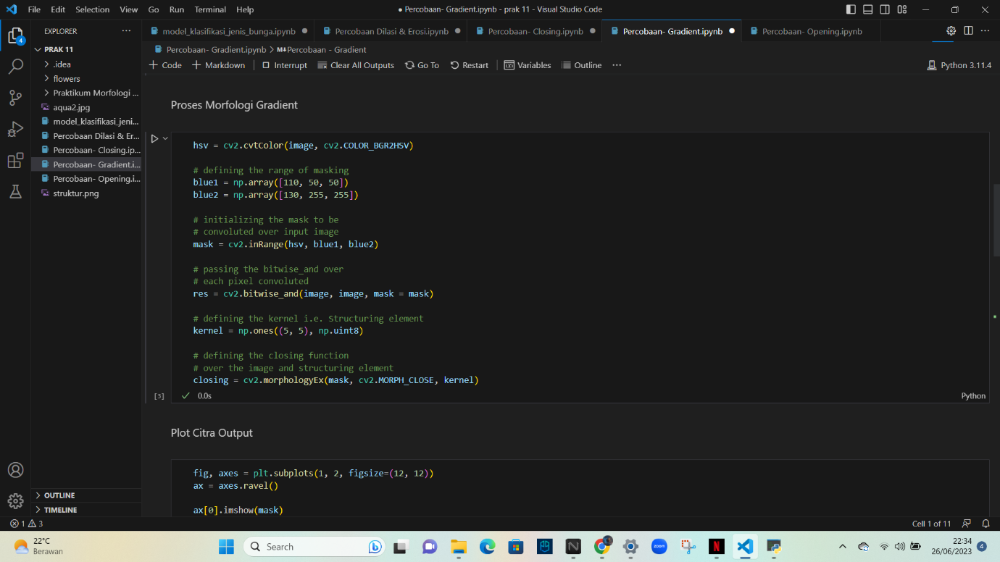 File Edit Selection View Go Run Terminal Help
● Percobaan- Gradient.ipynb - prak 11 - Visual Studio Code
EXPLORER
model_klasifikasi_jenis_bunga.ipynb
Percobaan Dilasi & Erosi.ipynb
Percobaan- Closing.ipynb
Percobaan- Gradient.ipynb
Percobaan- Opening.ipynb
PRAK 11
.idea
flowers
Praktikum Morfologi ...
aqua2.jpg
model_klasifikasi_jeni...
Percobaan Dilasi & Er...
Percobaan- Closing.ip...
Percobaan- Gradient.i...
Percobaan- Opening.i...
struktur.png
OUTLINE
TIMELINE
Percobaan- Gradient.ipynb > M↓Percobaan - Gradient
+ Code + Markdown Interrupt Clear All Outputs Go To Restart Variables Outline ...
Python 3.11.4
Proses Morfologi Gradient
hsv = cv2.cvtColor(image, cv2.COLOR_BGR2HSV)
# defining the range of masking
blue1 = np.array([110, 50, 50])
blue2 = np.array([130, 255, 255])
# initializing the mask to be
# convoluted over input image
mask = cv2.inRange(hsv, blue1, blue2)
# passing the bitwise_and over
# each pixel convoluted
res = cv2.bitwise_and(image, image, mask = mask)
# defining the kernel i.e. Structuring element
kernel = np.ones((5, 5), np.uint8)
# defining the closing function
# over the image and structuring element
closing = cv2.morphologyEx(mask, cv2.MORPH_CLOSE, kernel)
[3] ✓ 0.0s
Python
Plot Citra Output
fig, axes = plt.subplots(1, 2, figsize=(12, 12))
ax = axes.ravel()
ax[0].imshow(mask)
4
1 3
Cell 1 of 11
22°C
Berawan
Search
zoom
22:34
26/06/2023
4